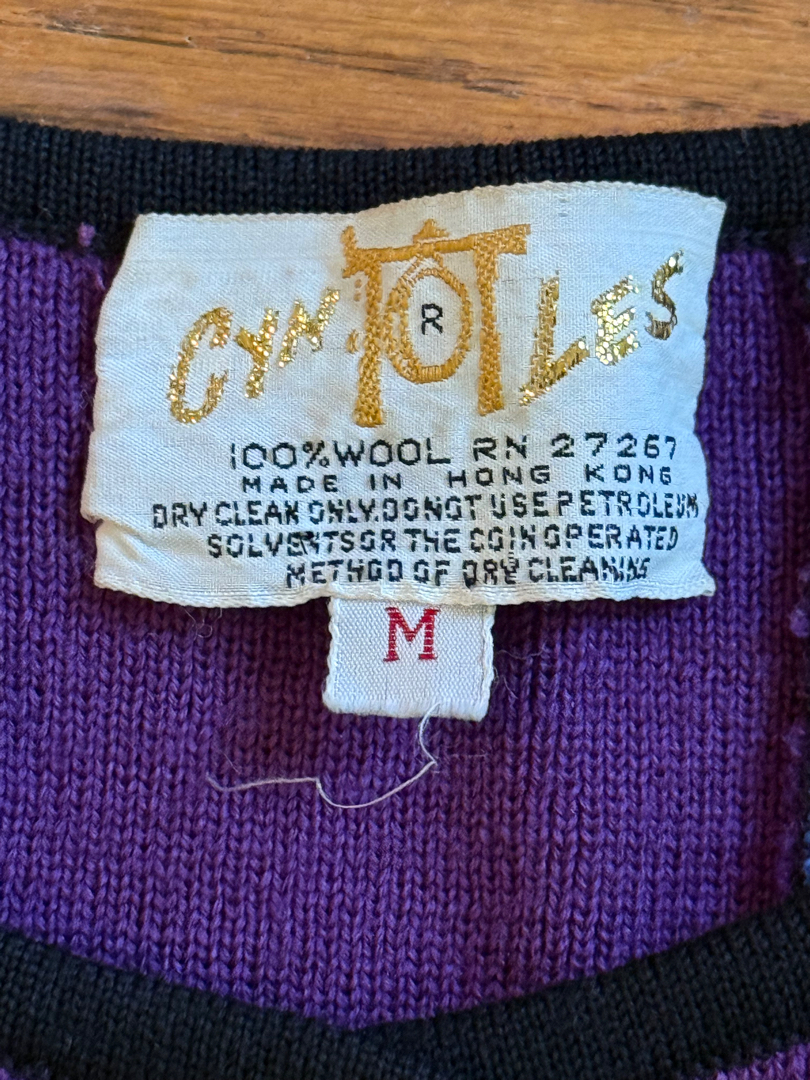 CYN TOTLES
R
100% WOOL RN 27267
MADE IN HONG KONG
DRY CLEAN ONLY.DO NOT USE PETROLEUM
SOLVENTS OR THE COIN OPERATED
METHOD OF DRY CLEANING
M